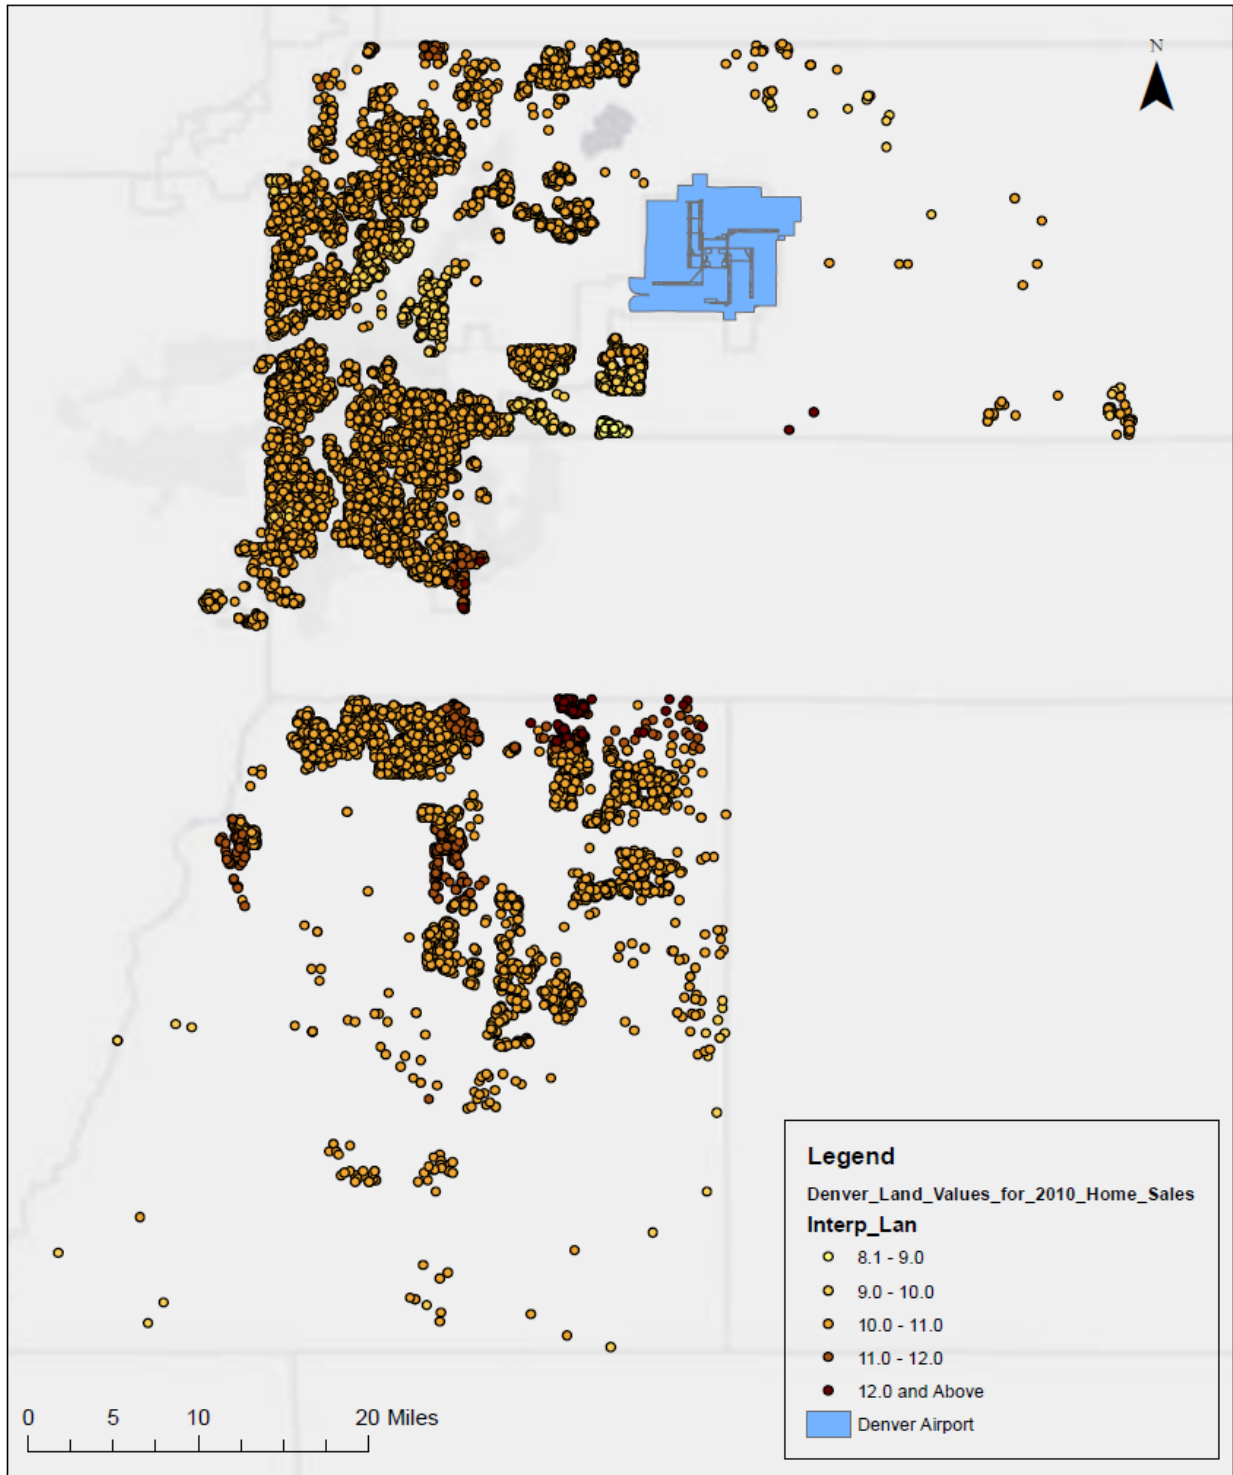 N
Legend
Denver_Land_Values_for_2010_Home_Sales
Interp_Lan
8.1 - 9.0
9.0 - 10.0
10.0 - 11.0
11.0 - 12.0
12.0 and Above
Denver Airport
0 5 10 20 Miles